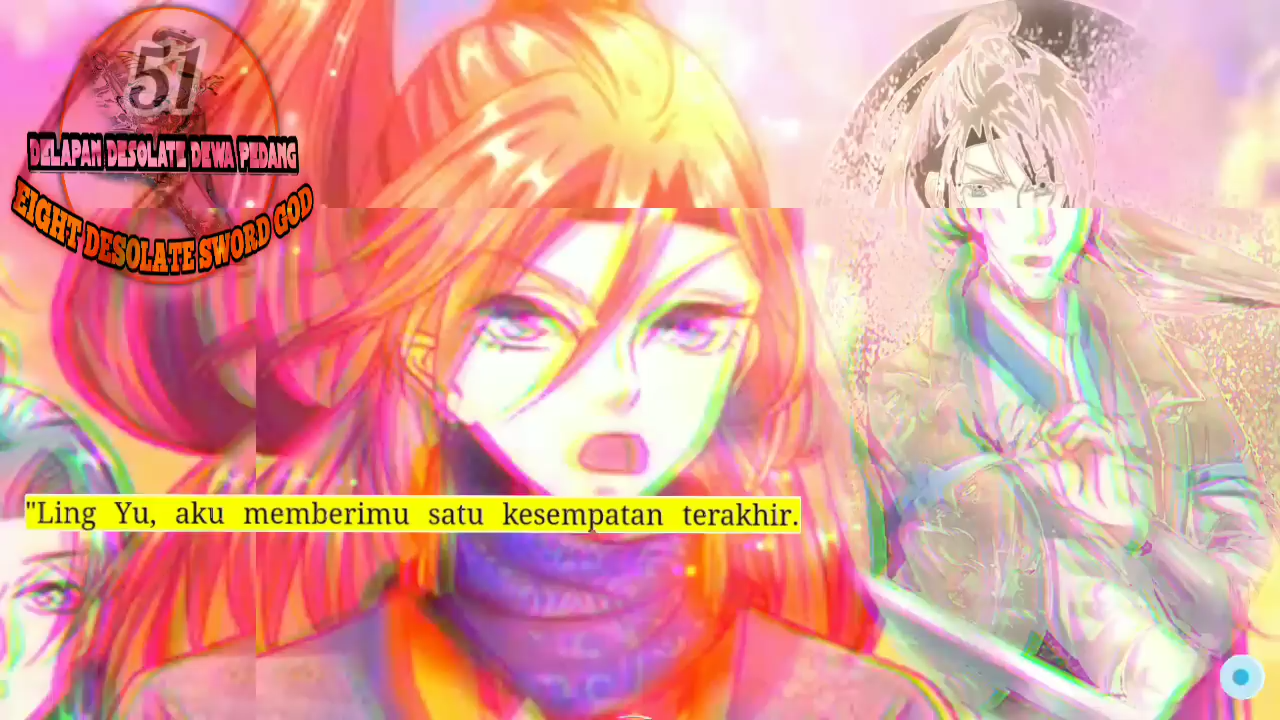 51
DELAPAN DESOLATE DEWA PEDANG
EIGHT DESOLATE SWORD GOD
"Ling Yu, aku memberimu satu kesempatan terakhir.